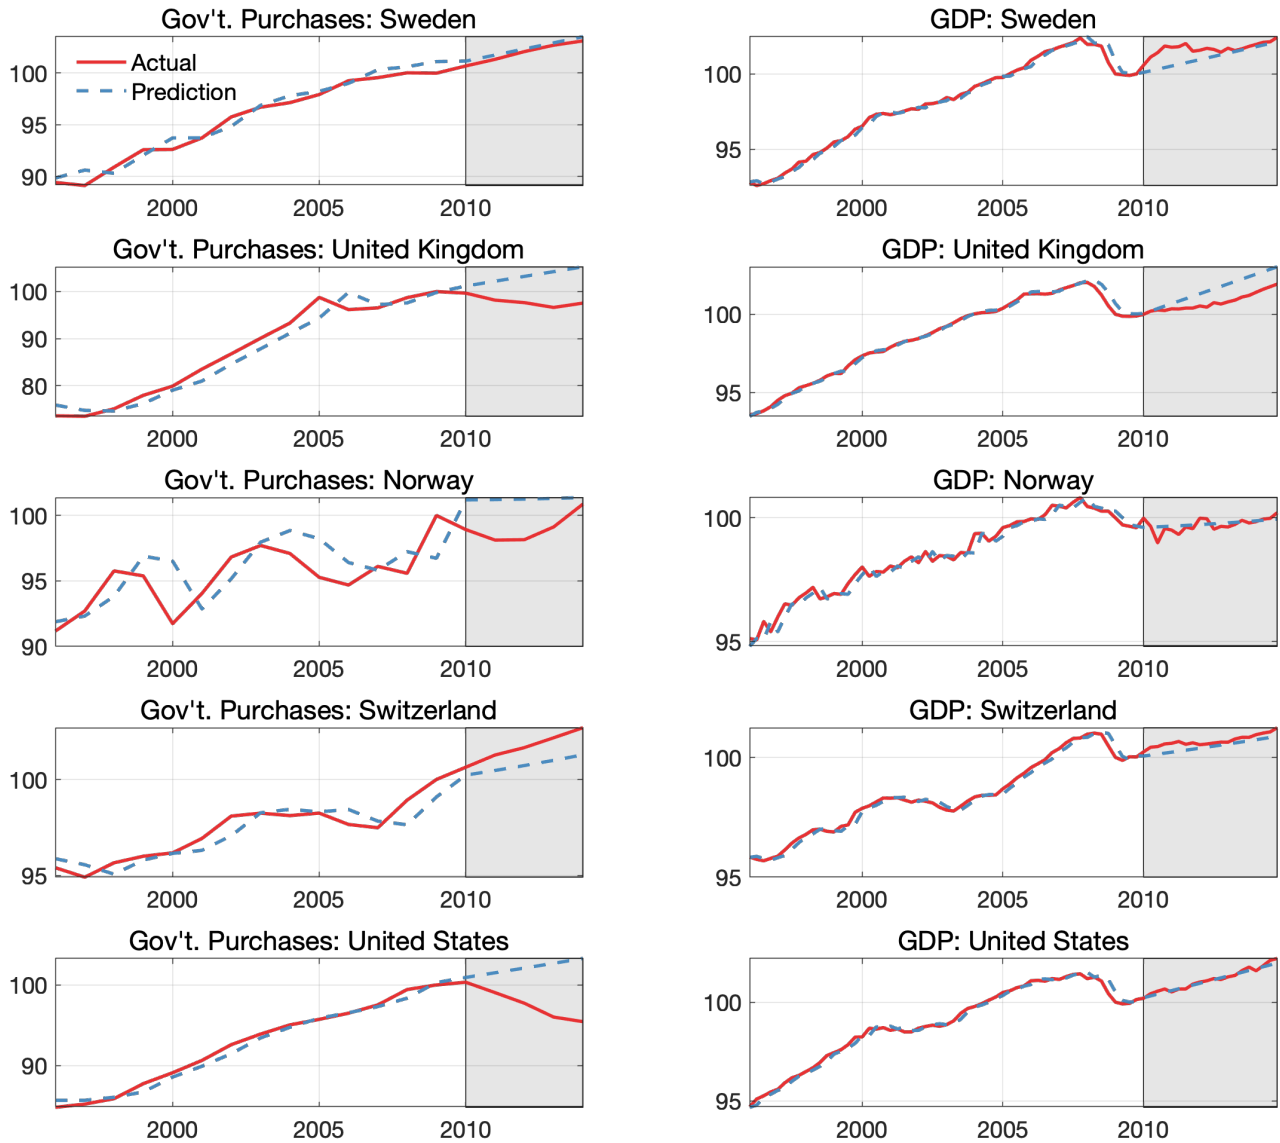 Gov't. Purchases: Sweden
Actual
Prediction
100
95
90
2000 2005 2010
GDP: Sweden
100
95
2000 2005 2010
Gov't. Purchases: United Kingdom
100
90
80
2000 2005 2010
GDP: United Kingdom
100
95
2000 2005 2010
Gov't. Purchases: Norway
100
95
90
2000 2005 2010
GDP: Norway
100
95
2000 2005 2010
Gov't. Purchases: Switzerland
100
95
2000 2005 2010
GDP: Switzerland
100
95
2000 2005 2010
Gov't. Purchases: United States
100
90
2000 2005 2010
GDP: United States
100
95
2000 2005 2010